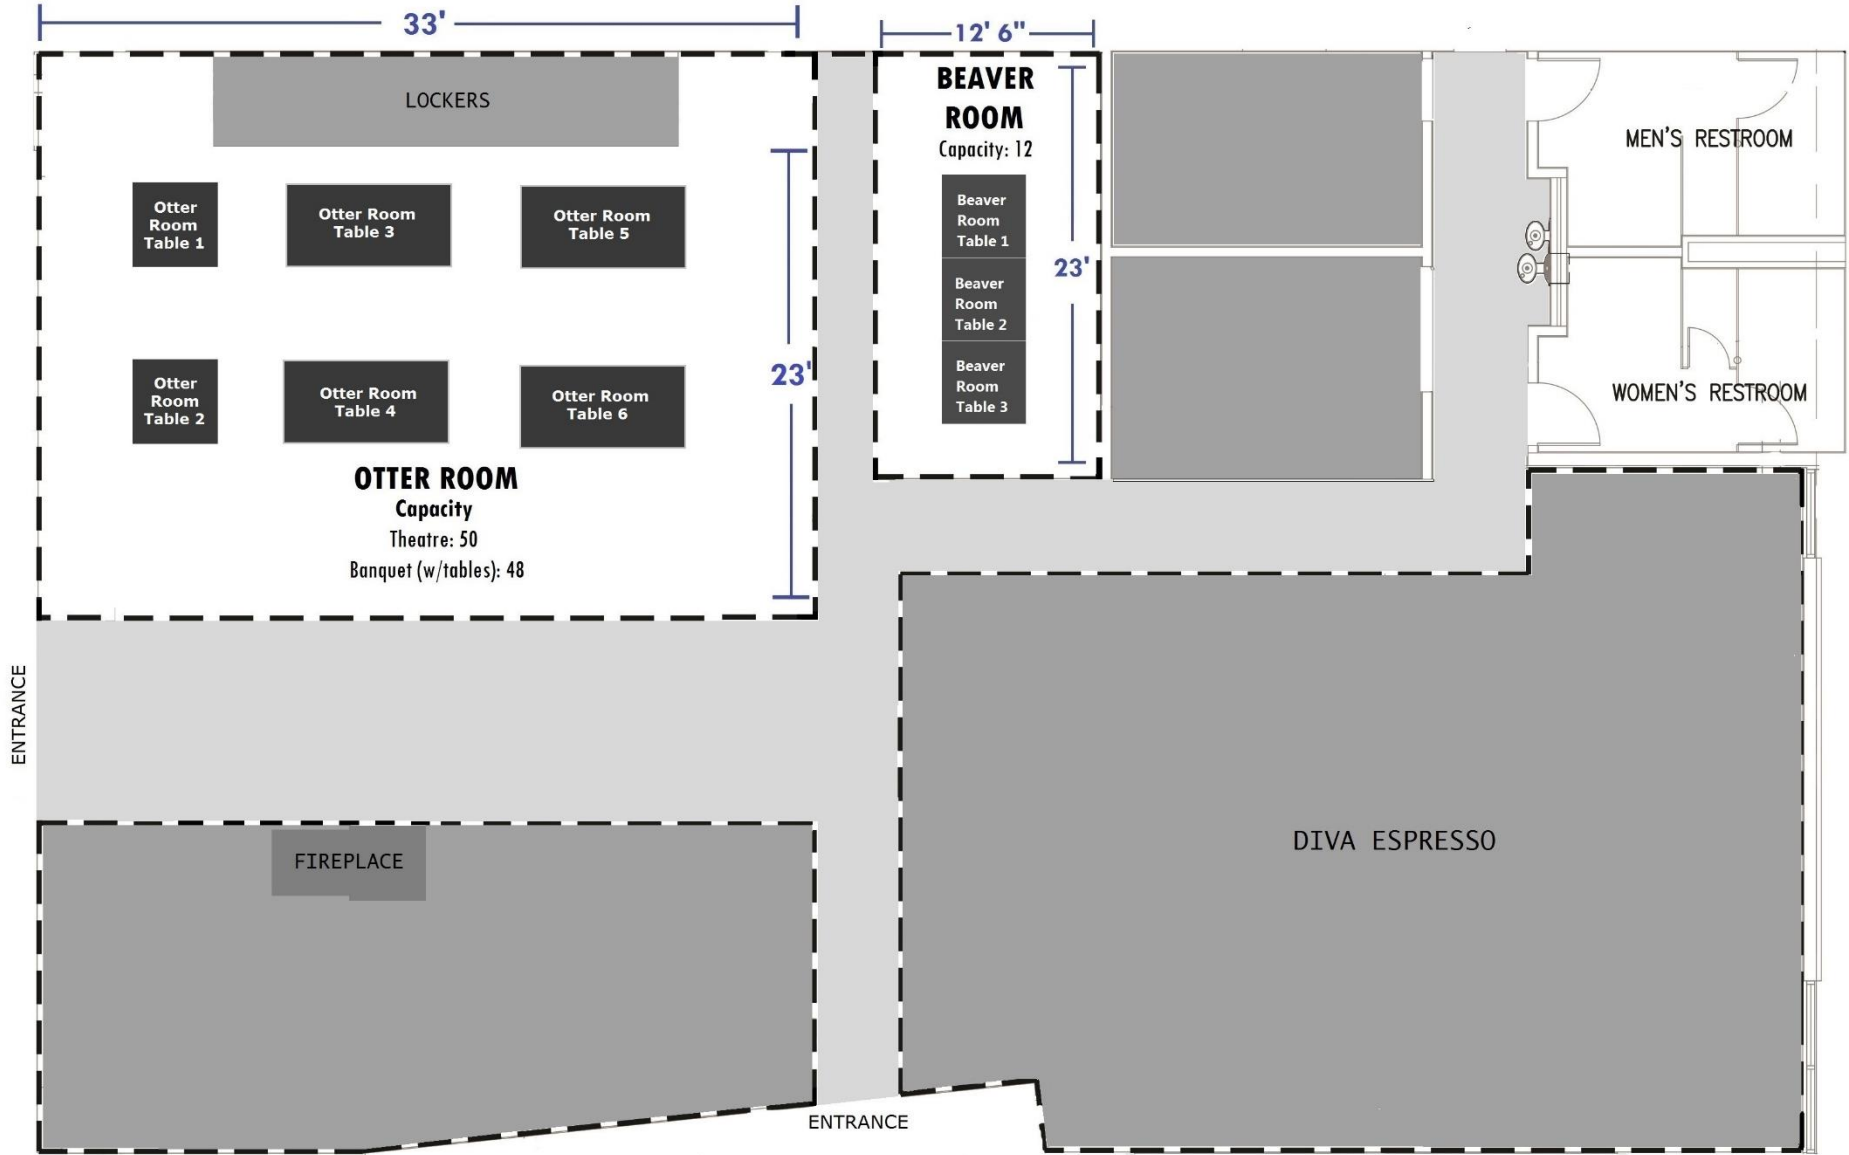 33'
12' 6"
LOCKERS
BEAVER
ROOM
Capacity: 12
23'
Otter
Room
Table 1
Otter Room
Table 3
Otter Room
Table 5
23'
Otter
Room
Table 2
Otter Room
Table 4
Otter Room
Table 6
OTTER ROOM
Capacity
Theatre: 50
Banquet (w/tables): 48
Beaver
Room
Table 1
Beaver
Room
Table 2
Beaver
Room
Table 3
MEN'S RESTROOM
WOMEN'S RESTROOM
ENTRANCE
FIREPLACE
DIVA ESPRESSO
ENTRANCE